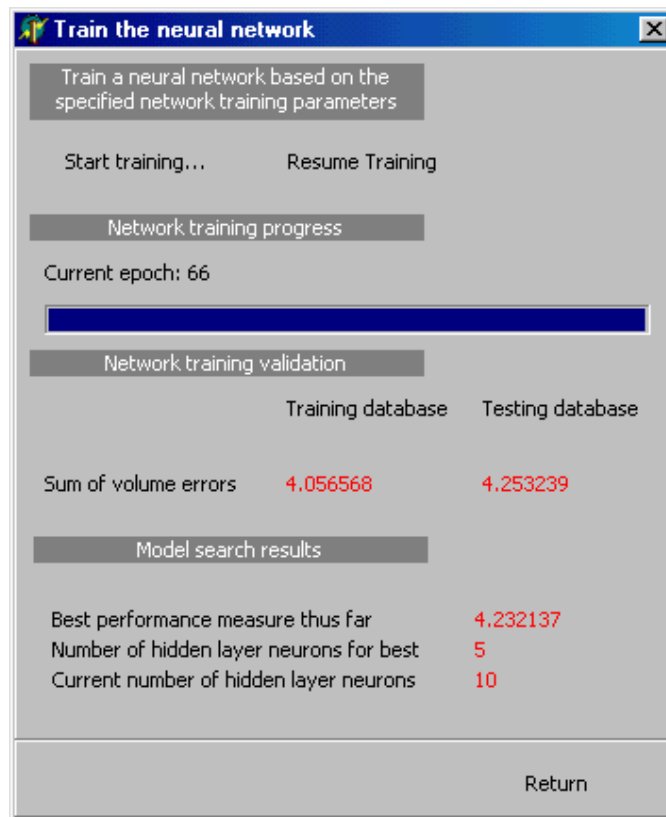 Train the neural network
Train a neural network based on the
specified network training parameters
Start training... Resume Training
Network training progress
Current epoch: 66
Network training validation
Training database Testing database
Sum of volume errors 4.056568 4.253239
Model search results
Best performance measure thus far 4.232137
Number of hidden layer neurons for best 5
Current number of hidden layer neurons 10
Return